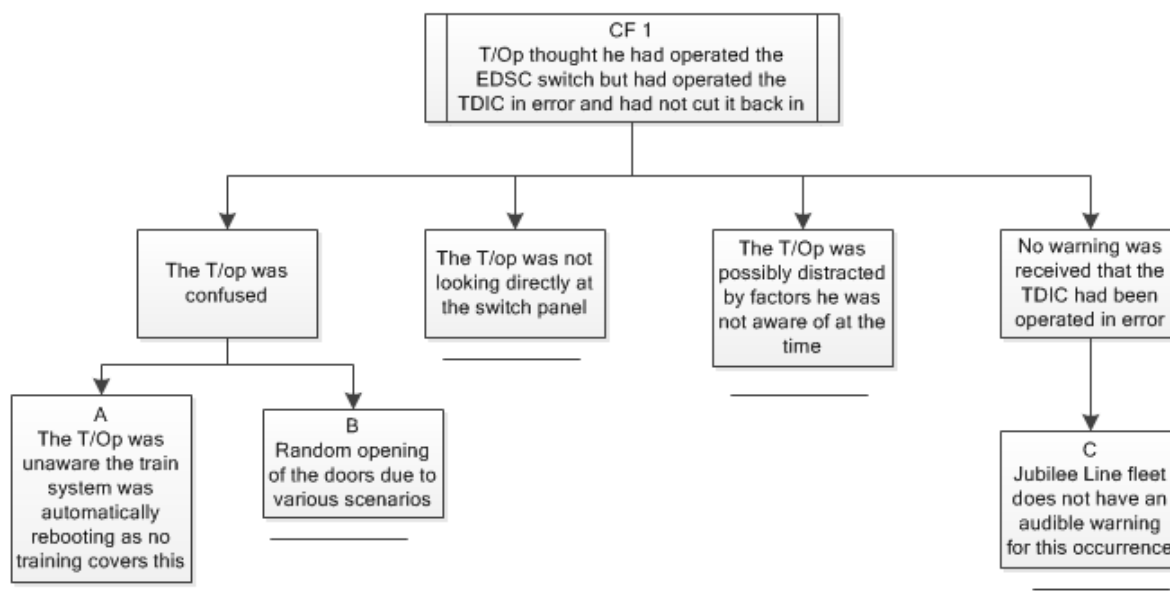 CF 1
T/Op thought he had operated the
EDSC switch but had operated the
TDIC in error and had not cut it back in
The T/op was
confused
The T/op was not
looking directly at
the switch panel
The T/Op was
possibly distracted
by factors he was
not aware of at the
time
No warning was
received that the
TDIC had been
operated in error
A
The T/Op was
unaware the train
system was
automatically
rebooting as no
training covers this
B
Random opening
of the doors due to
various scenarios
C
Jubilee Line fleet
does not have an
audible warning
for this occurrence